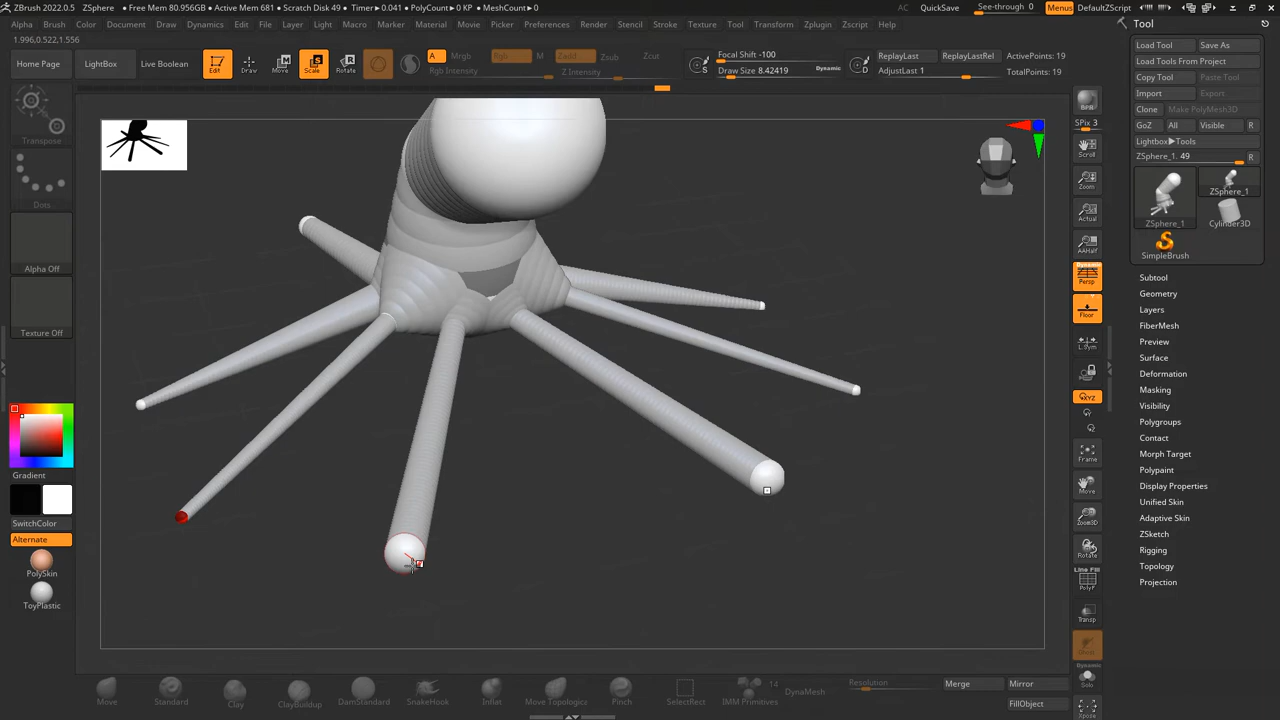 ZBrush 2022.0.5 ZSphere • Free Mem 80.956GB • Active Mem 681 • Scratch Disk 49 • Timer▶0.041 • PolyCount▶0 KP • MeshCount▶0 AC QuickSave See-through 0 Menus DefaultZScript
Alpha Brush Color Document Draw Dynamics Edit File Layer Light Macro Marker Material Movie Picker Preferences Render Stencil Stroke Texture Tool Transform Zplugin Zscript Help
1.996,0.522,1.556
Home Page LightBox Live Boolean Edit Draw Move Scale Rotate
A Mrgb Rgb M Zadd Zsub Zcut
Rgb Intensity Z Intensity
S Focal Shift -100
Draw Size 8.42419 Dynamic
D ReplayLast ReplayLastRel ActivePoints: 19
AdjustLast 1 TotalPoints: 19
Transpose
Dots
Alpha Off
Texture Off
Gradient
SwitchColor
Alternate
PolySkin
ToyPlastic
BPR
SPix 3
Scroll
Zoom
Actual
AAHalf
Dynamic
Persp
Floor
L.Sym
XYZ
Frame
Move
Zoom3D
Rotate
Line Fill
PolyF
Transp
Ghost
Dynamic
Solo
Xpose
Tool
Load Tool Save As
Load Tools From Project
Copy Tool Paste Tool
Import Export
Clone Make PolyMesh3D
GoZ All Visible R
Lightbox▶Tools
ZSphere_1. 49 R
ZSphere_1 ZSphere_1
Cylinder3D
SimpleBrush
Subtool
Geometry
Layers
FiberMesh
Preview
Surface
Deformation
Masking
Visibility
Polygroups
Contact
Morph Target
Polypaint
Display Properties
Unified Skin
Adaptive Skin
ZSketch
Rigging
Topology
Projection
Move Standard Clay ClayBuildup DamStandard SnakeHook Inflat Move Topologic Pinch SelectRect 14 IMM Primitives DynaMesh Resolution Merge Mirror
FillObject